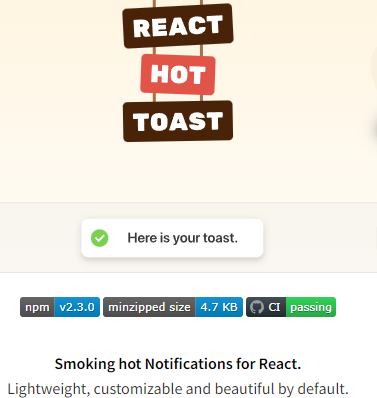 REACT
HOT
TOAST
Here is your toast.
npm v2.3.0 minzipped size 4.7 KB CI passing
Smoking hot Notifications for React.
Lightweight, customizable and beautiful by default.